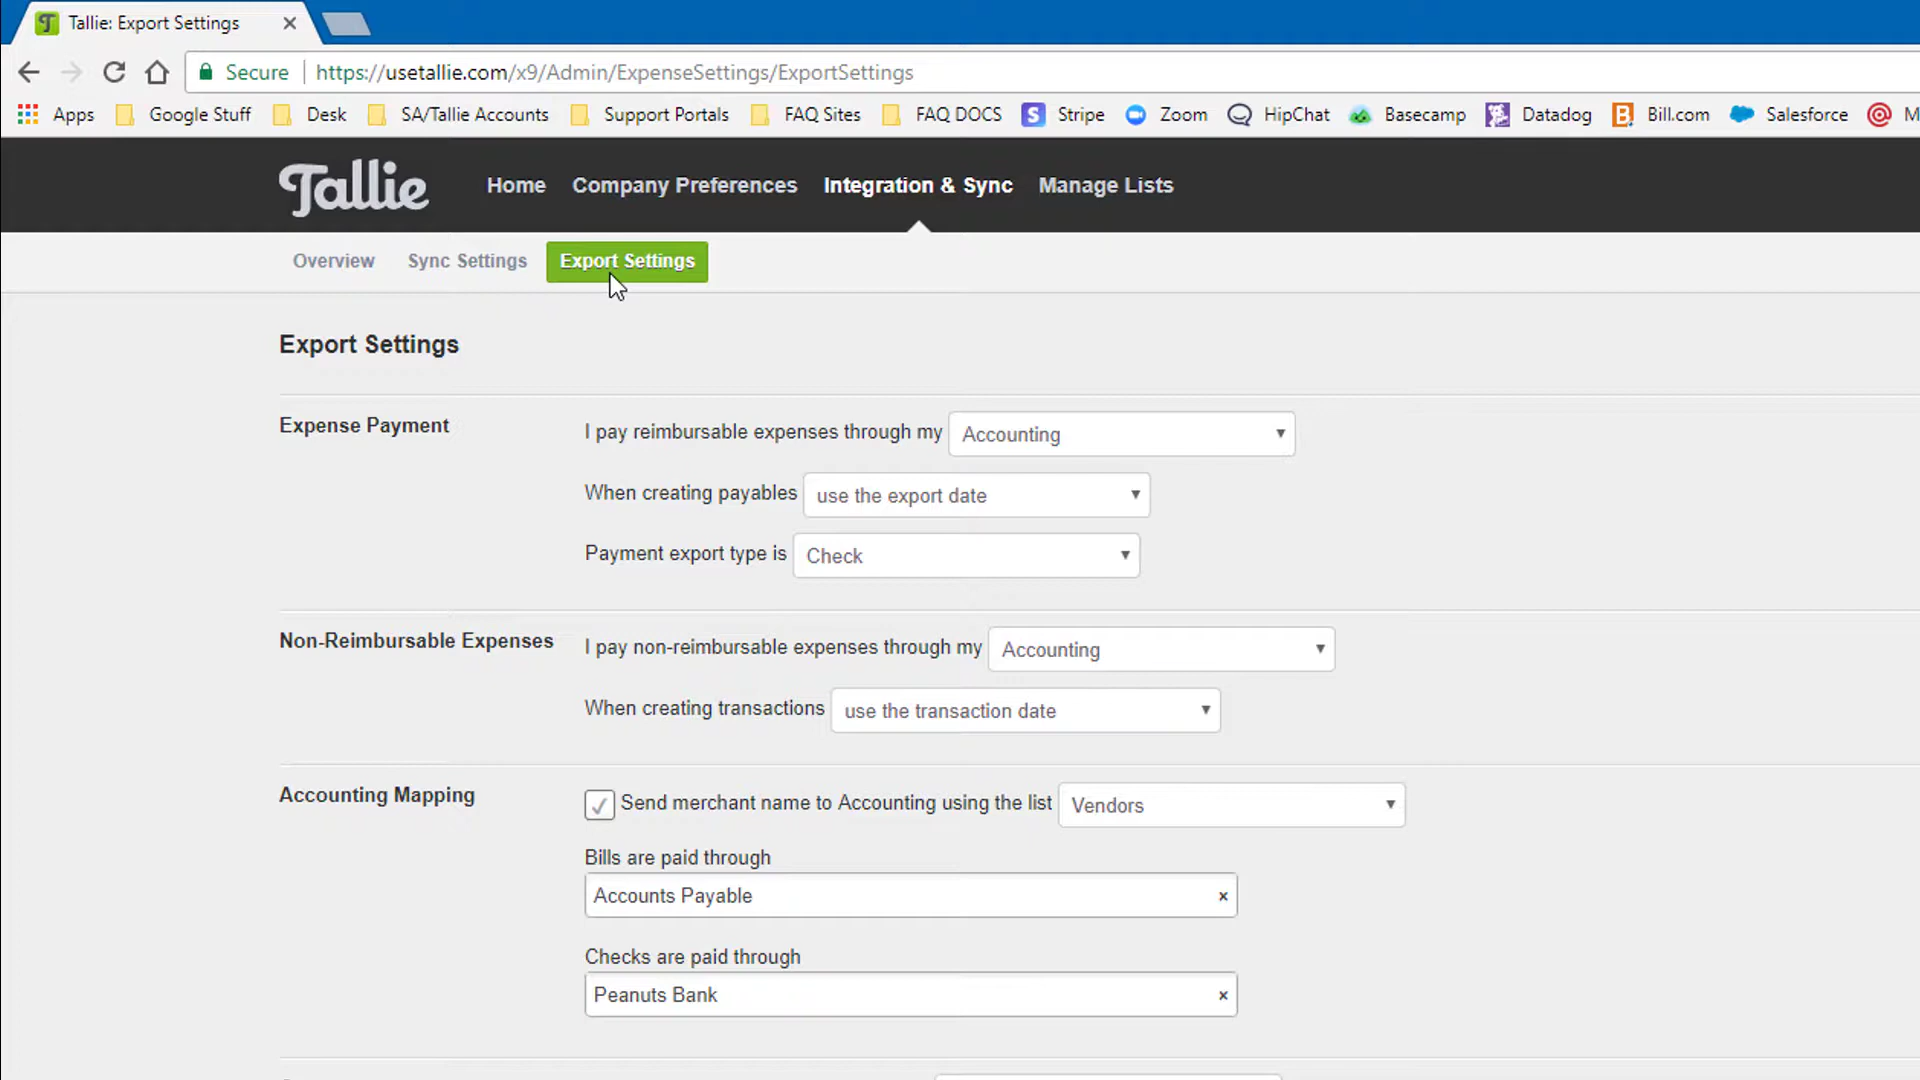 Tallie: Export Settings
Secure https://usetallie.com/x9/Admin/ExpenseSettings/ExportSettings
Apps Google Stuff Desk SA/Tallie Accounts Support Portals FAQ Sites FAQ DOCS Stripe Zoom HipChat Basecamp Datadog Bill.com Salesforce M
Tallie Home Company Preferences Integration & Sync Manage Lists
Overview Sync Settings Export Settings
Export Settings
Expense Payment I pay reimbursable expenses through my Accounting
When creating payables use the export date
Payment export type is Check
Non-Reimbursable Expenses I pay non-reimbursable expenses through my Accounting
When creating transactions use the transaction date
Accounting Mapping Send merchant name to Accounting using the list Vendors
Bills are paid through
Accounts Payable
Checks are paid through
Peanuts Bank